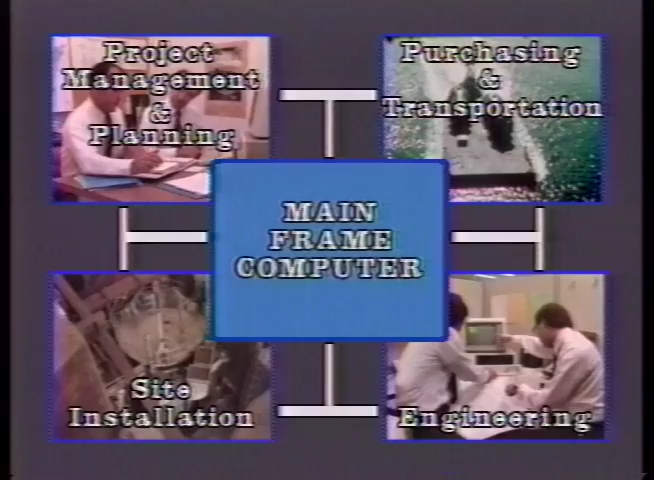 Project
Management
&
Planning
Purchasing
&
Transportation
MAIN
FRAME
COMPUTER
Site
Installation
Engineering